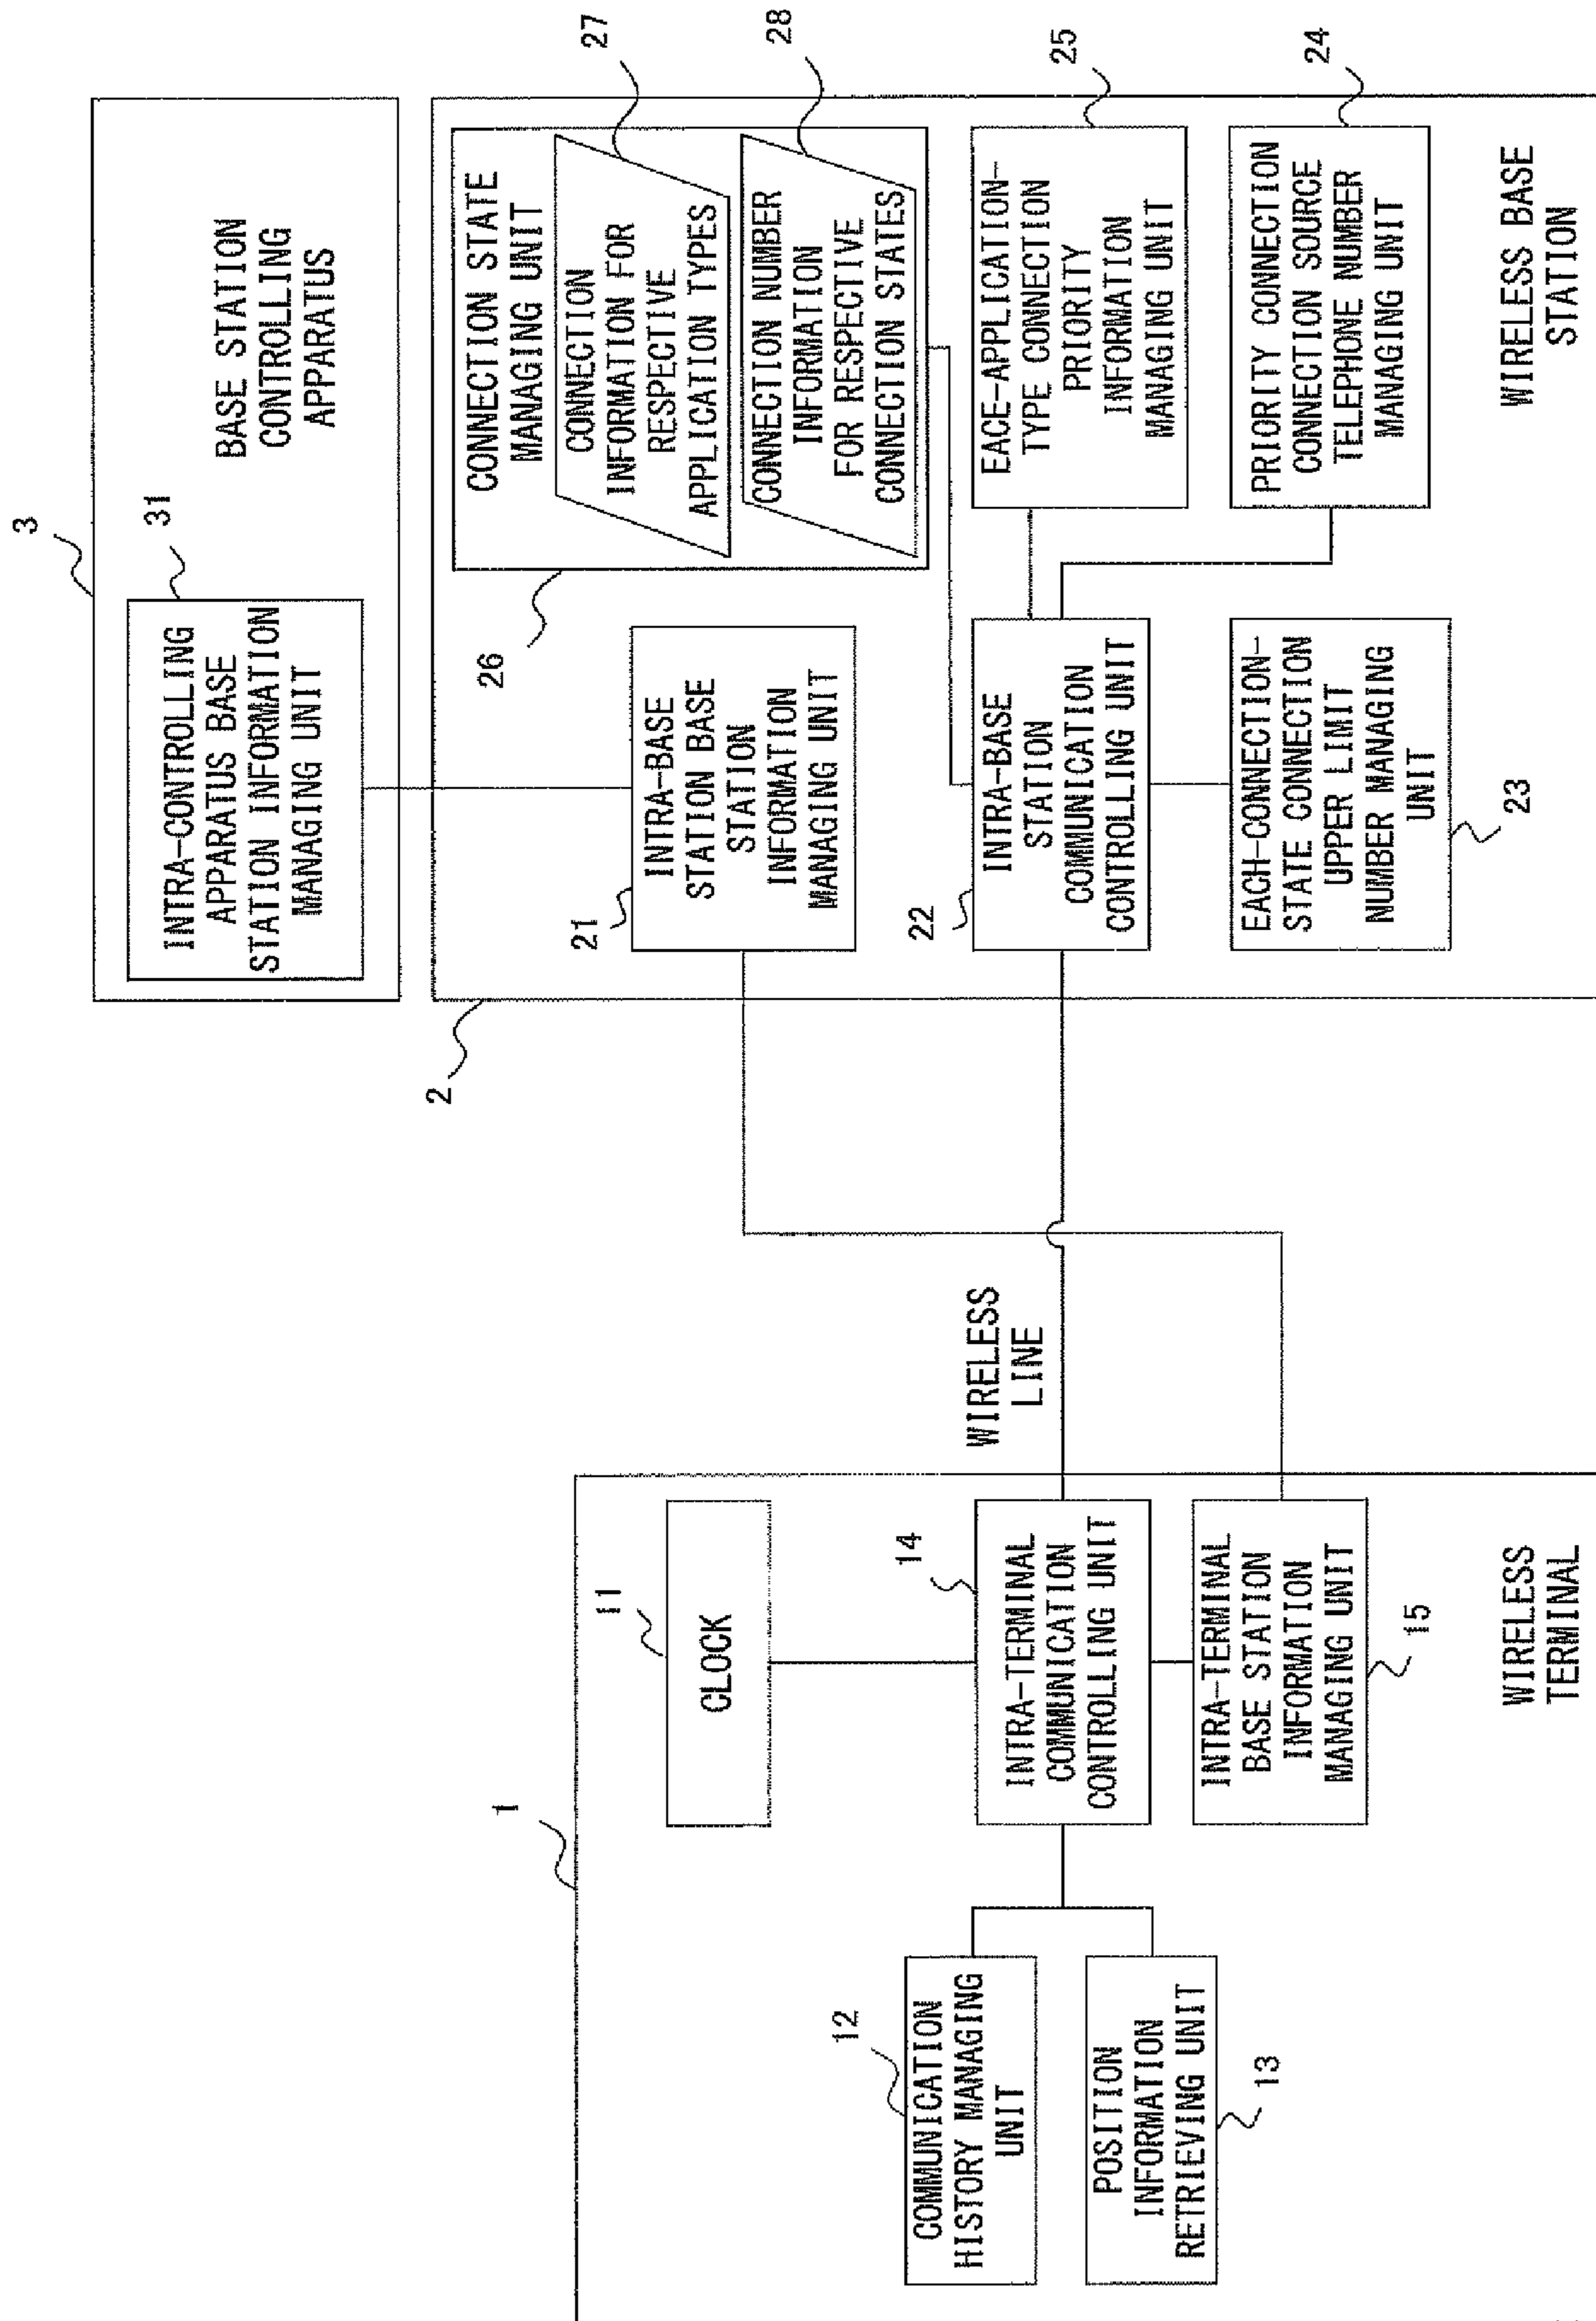 3
31
INTRA-CONTROLLING
APPARATUS BASE
STATION INFORMATION
MANAGING UNIT
BASE STATION
CONTROLLING
APPARATUS
2
26
CONNECTION STATE
MANAGING UNIT
27
CONNECTION
INFORMATION FOR
RESPECTIVE
APPLICATION TYPES
28
CONNECTION NUMBER
INFORMATION
FOR RESPECTIVE
CONNECTION STATES
21
INTRA-BASE
STATION BASE
STATION
INFORMATION
MANAGING UNIT
22
INTRA-BASE
STATION
COMMUNICATION
CONTROLLING UNIT
25
EACE-APPLICATION-
TYPE CONNECTION
PRIORITY
INFORMATION
MANAGING UNIT
24
PRIORITY CONNECTION
CONNECTION SOURCE
TELEPHONE NUMBER
MANAGING UNIT
EACH-CONNECTION-
STATE CONNECTION
UPPER LIMIT
NUMBER MANAGING
UNIT
23
WIRELESS BASE
STATION
WIRELESS
LINE
1
11
CLOCK
14
INTRA-TERMINAL
COMMUNICATION
CONTROLLING UNIT
12
COMMUNICATION
HISTORY MANAGING
UNIT
POSITION
INFORMATION
RETRIEVING UNIT
13
INTRA-TERMINAL
BASE STATION
INFORMATION
MANAGING UNIT
15
WIRELESS
TERMINAL